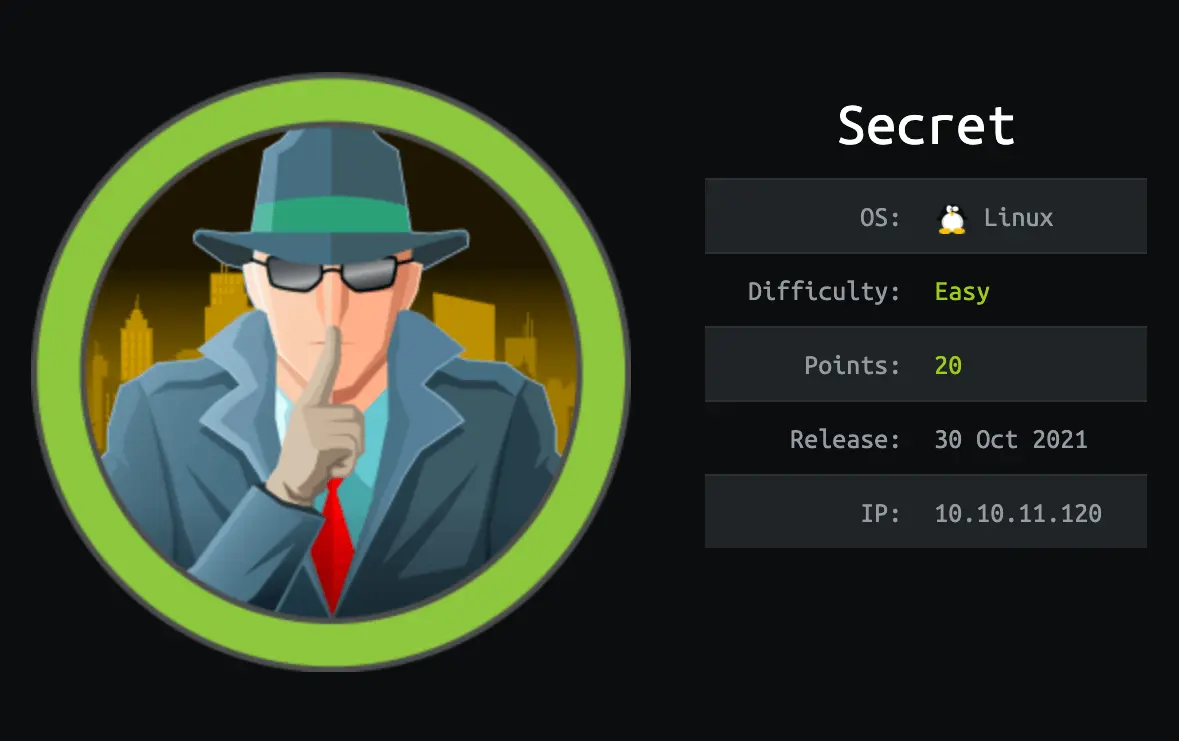 Secret
OS: Linux
Difficulty: Easy
Points: 20
Release: 30 Oct 2021
IP: 10.10.11.120